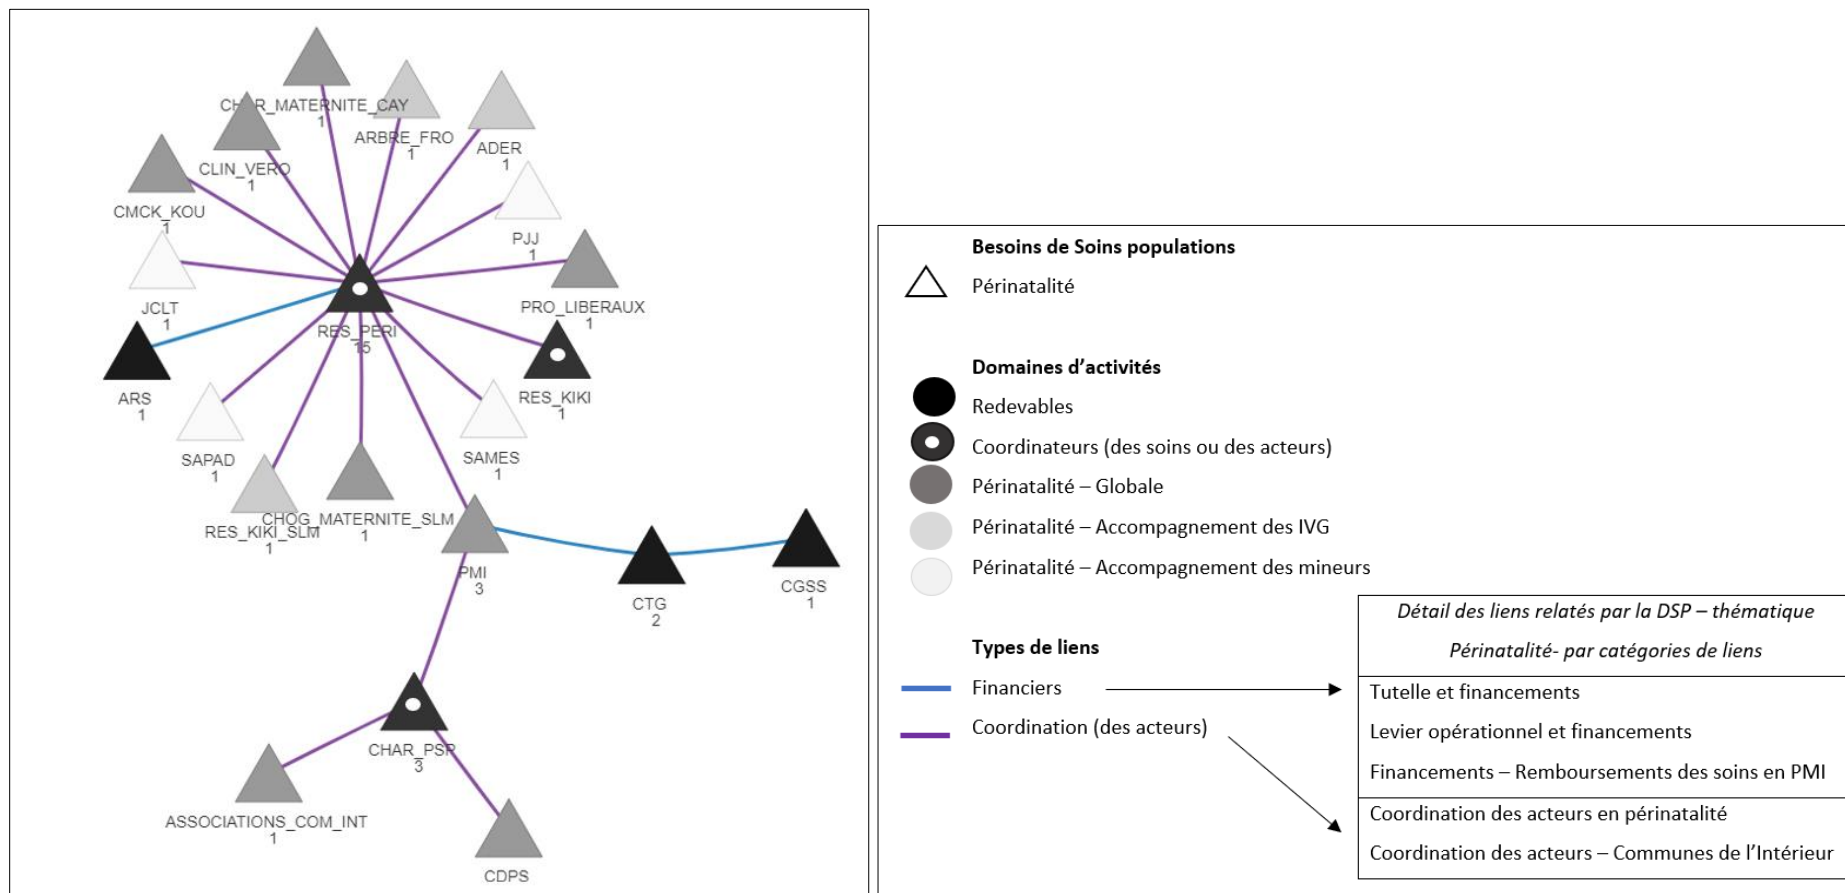 CHAR_MATERNITE_CAY
1
ARBRE_FRO
1
ADER
1
CLIN_VERO
1
CMCK_KOU
1
PJJ
1
JCLT
1
PRO_LIBERAUX
1
RES_PERI
15
ARS
1
RES_KIKI
1
SAPAD
1
SAMES
1
RES_KIKI_SLM
1
CHOG_MATERNITE_SLM
1
PMI
3
CTG
2
CGSS
1
CHAR_PSP
3
ASSOCIATIONS_COM_INT
1
CDPS
Besoins de Soins populations
Périnatalité
Domaines d’activités
Redevables
Coordinateurs (des soins ou des acteurs)
Périnatalité – Globale
Périnatalité – Accompagnement des IVG
Périnatalité – Accompagnement des mineurs
Types de liens
Financiers
Coordination (des acteurs)
Détail des liens relatés par la DSP – thématique
Périnatalité- par catégories de liens
Tutelle et financements
Levier opérationnel et financements
Financements – Remboursements des soins en PMI
Coordination des acteurs en périnatalité
Coordination des acteurs – Communes de l’Intérieur